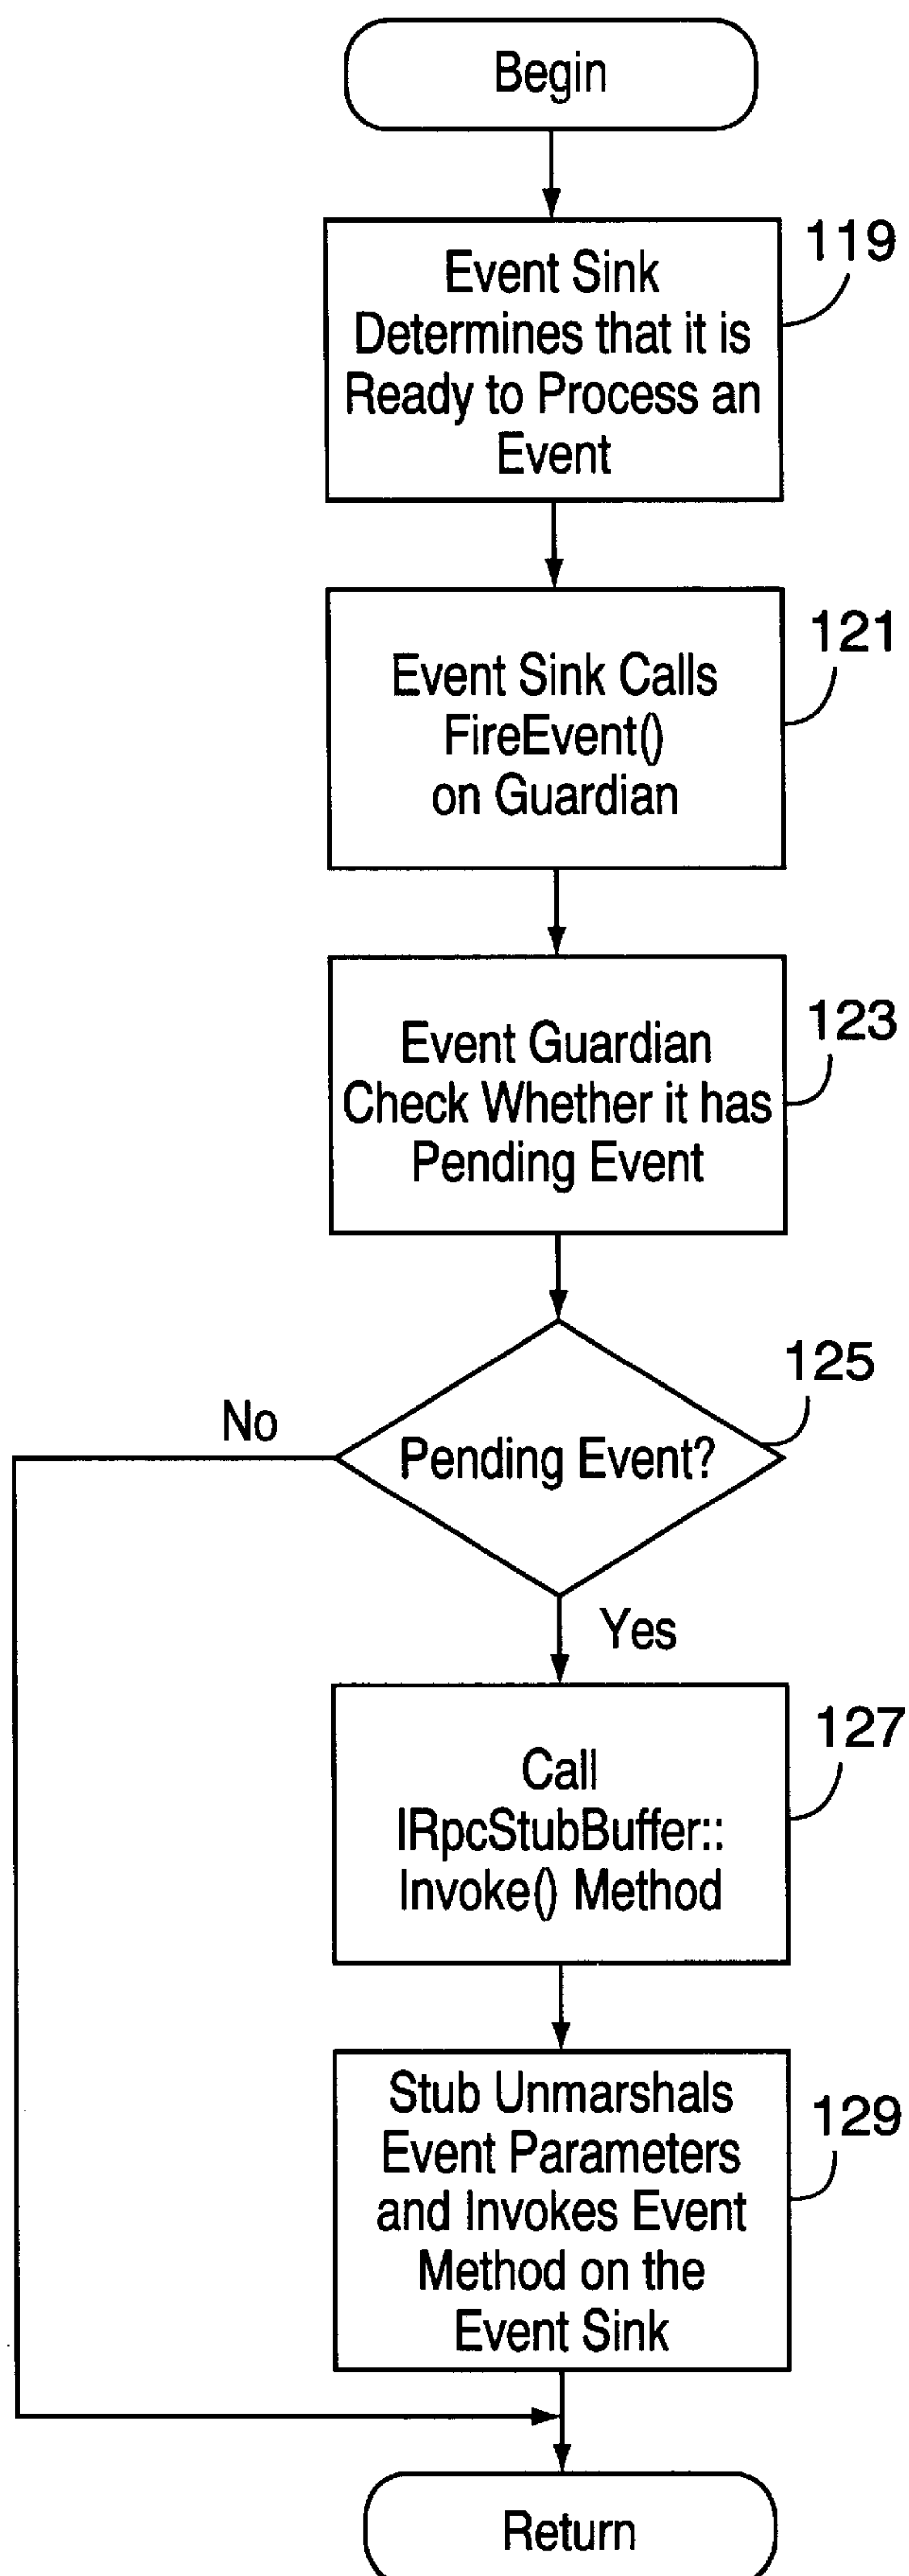 Begin
119
Event Sink
Determines that it is
Ready to Process an
Event
121
Event Sink Calls
FireEvent()
on Guardian
123
Event Guardian
Check Whether it has
Pending Event
125
No
Pending Event?
Yes
127
Call
IRpcStubBuffer::
Invoke() Method
129
Stub Unmarshals
Event Parameters
and Invokes Event
Method on the
Event Sink
Return